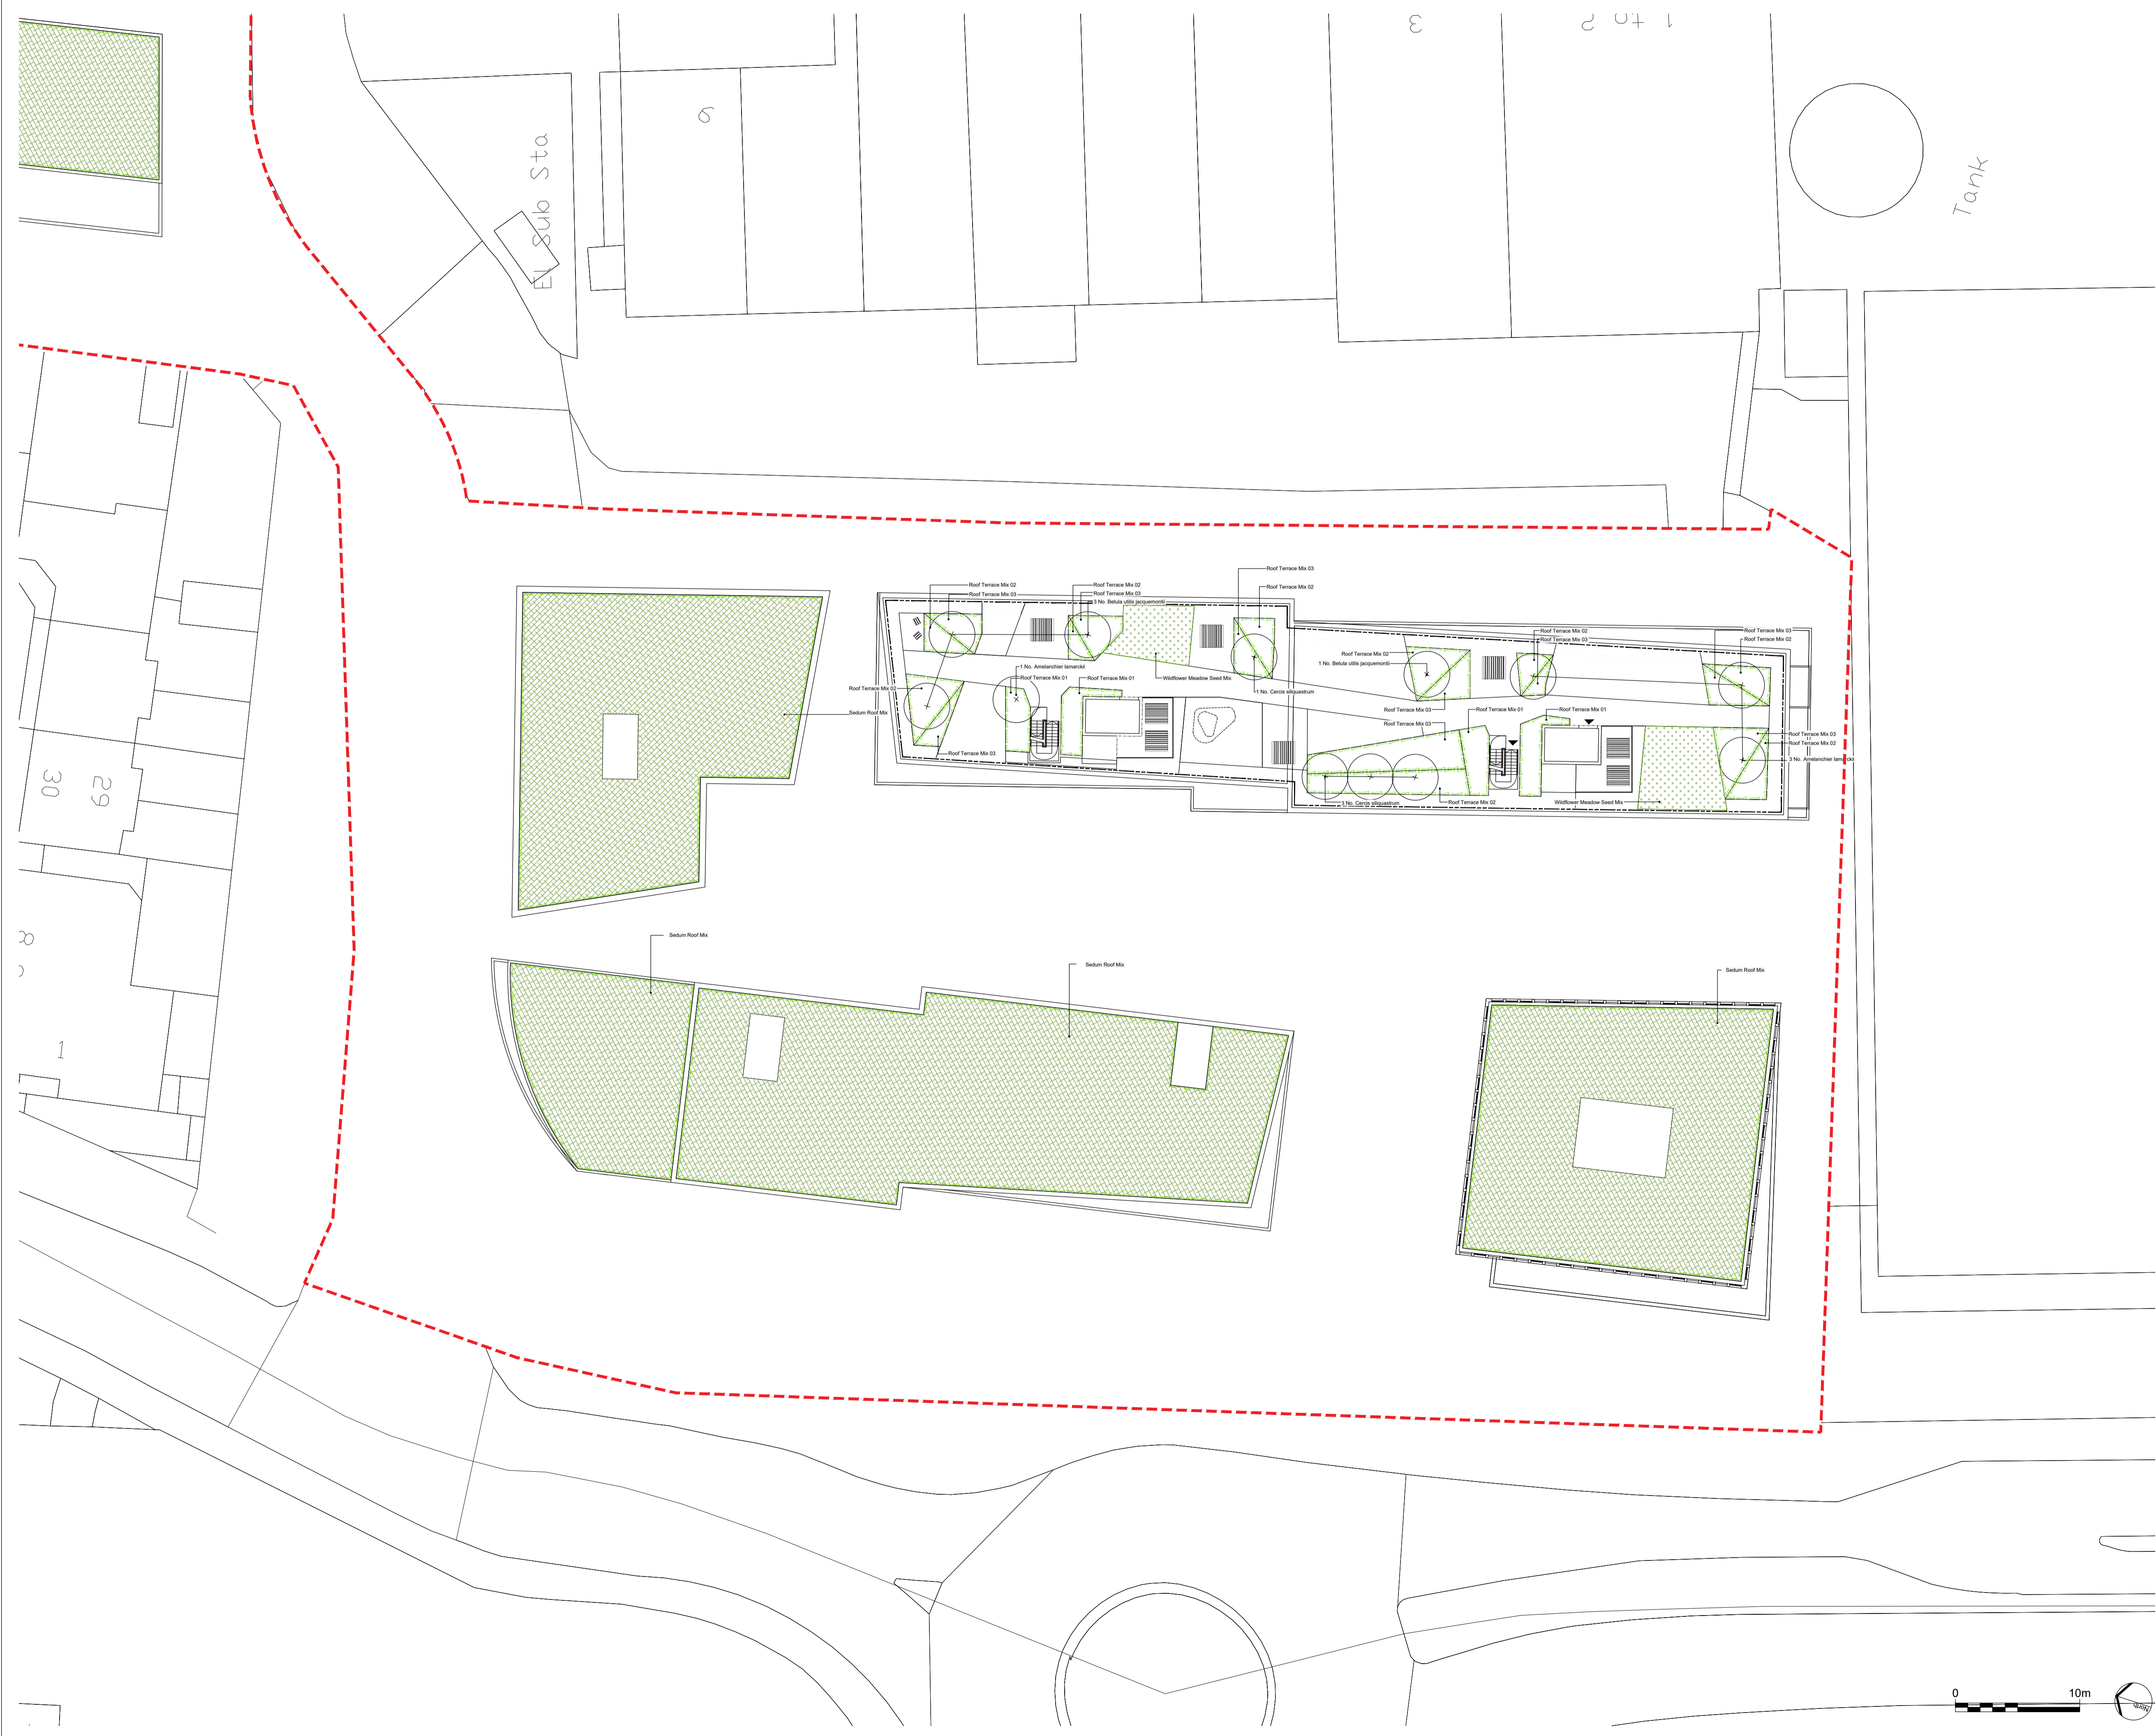 3
1 to 2
9
El Sub Sta
Tank
Roof Terrace Mix 03
Roof Terrace Mix 02
Roof Terrace Mix 03
Roof Terrace Mix 02
Roof Terrace Mix 03
3 No. Betula utilis jacquemontii
Roof Terrace Mix 02
Roof Terrace Mix 02
Roof Terrace Mix 03
Roof Terrace Mix 03
Roof Terrace Mix 02
Roof Terrace Mix 02
1 No. Betula utilis jacquemontii
1 No. Amelanchier lamarckii
Roof Terrace Mix 01
Roof Terrace Mix 01
Wildflower Meadow Seed Mix
Roof Terrace Mix 02
1 No. Cercis siliquastrum
Sedum Roof Mix
Roof Terrace Mix 03
Roof Terrace Mix 01
Roof Terrace Mix 01
Roof Terrace Mix 03
Roof Terrace Mix 03
Roof Terrace Mix 02
Roof Terrace Mix 03
3 No. Amelanchier lamarckii
3 No. Cercis siliquastrum
Roof Terrace Mix 02
Wildflower Meadow Seed Mix
30
29
8
Sedum Roof Mix
Sedum Roof Mix
Sedum Roof Mix
1
0 10m
North